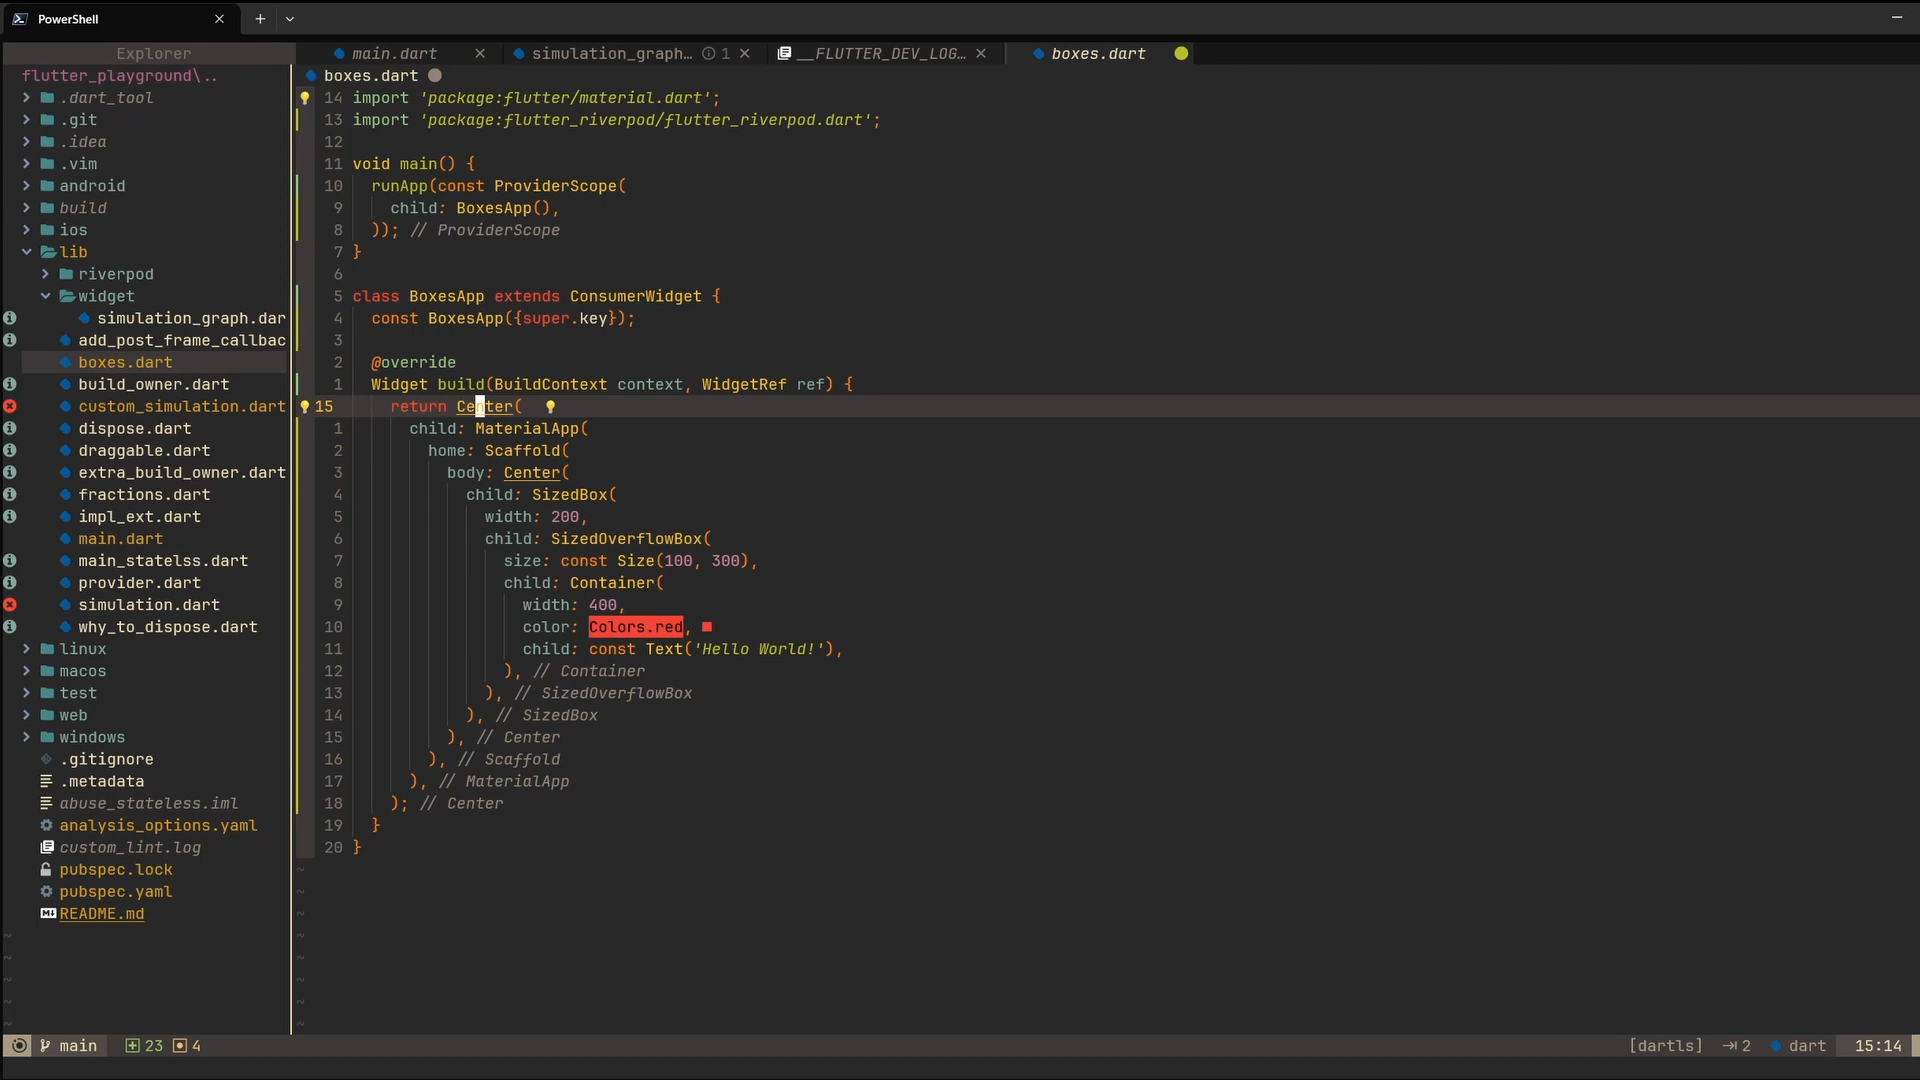 PowerShell
Explorer
main.dart
simulation_graph… 1
__FLUTTER_DEV_LOG…
boxes.dart
flutter_playground\..
.dart_tool
.git
.idea
.vim
android
build
ios
lib
riverpod
widget
simulation_graph.dar
add_post_frame_callbac
boxes.dart
build_owner.dart
custom_simulation.dart
dispose.dart
draggable.dart
extra_build_owner.dart
fractions.dart
impl_ext.dart
main.dart
main_statelss.dart
provider.dart
simulation.dart
why_to_dispose.dart
linux
macos
test
web
windows
.gitignore
.metadata
abuse_stateless.iml
analysis_options.yaml
custom_lint.log
pubspec.lock
pubspec.yaml
README.md
boxes.dart
14 import 'package:flutter/material.dart';
13 import 'package:flutter_riverpod/flutter_riverpod.dart';
12
11 void main() {
10 runApp(const ProviderScope(
9 child: BoxesApp(),
8 )); // ProviderScope
7 }
6
5 class BoxesApp extends ConsumerWidget {
4 const BoxesApp({super.key});
3
2 @override
1 Widget build(BuildContext context, WidgetRef ref) {
15 return Center(
1 child: MaterialApp(
2 home: Scaffold(
3 body: Center(
4 child: SizedBox(
5 width: 200,
6 child: SizedOverflowBox(
7 size: const Size(100, 300),
8 child: Container(
9 width: 400,
10 color: Colors.red,
11 child: const Text('Hello World!'),
12 ), // Container
13 ), // SizedOverflowBox
14 ), // SizedBox
15 ), // Center
16 ), // Scaffold
17 ), // MaterialApp
18 ); // Center
19 }
20 }
main 23 4
[dartls] 2 dart 15:14